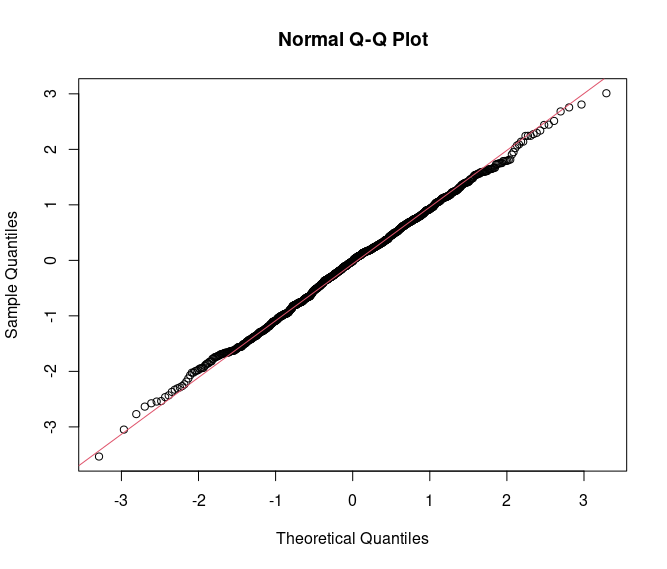 Normal Q-Q Plot
3
2
1
0
-1
-2
-3
Sample Quantiles
-3 -2 -1 0 1 2 3
Theoretical Quantiles